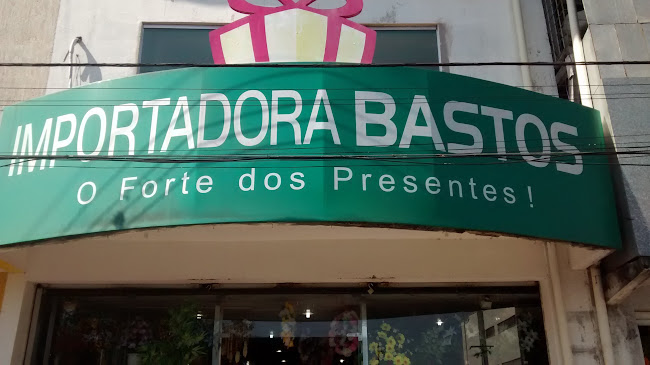 IMPORTADORA BASTOS
O Forte dos Presentes!